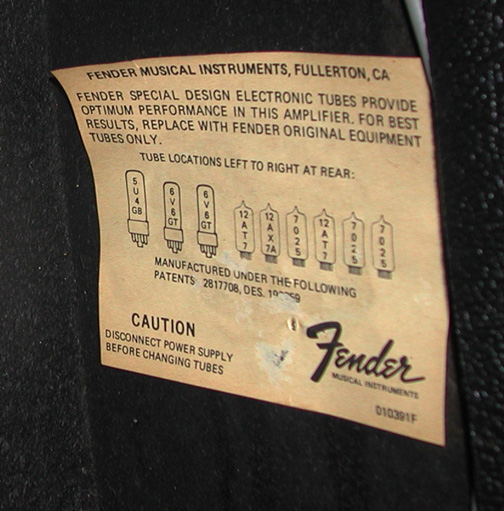 FENDER MUSICAL INSTRUMENTS, FULLERTON, CA
FENDER SPECIAL DESIGN ELECTRONIC TUBES PROVIDE
OPTIMUM PERFORMANCE IN THIS AMPLIFIER. FOR BEST
RESULTS, REPLACE WITH FENDER ORIGINAL EQUIPMENT
TUBES ONLY.
TUBE LOCATIONS LEFT TO RIGHT AT REAR:
5U4GB 6V6GT 6V6GT 12AT7 12AX7A 7025 12AT7 7025 7025
MANUFACTURED UNDER THE FOLLOWING
PATENTS 2817708, DES.
CAUTION
DISCONNECT POWER SUPPLY
BEFORE CHANGING TUBES
Fender
MUSICAL INSTRUMENTS
010391F